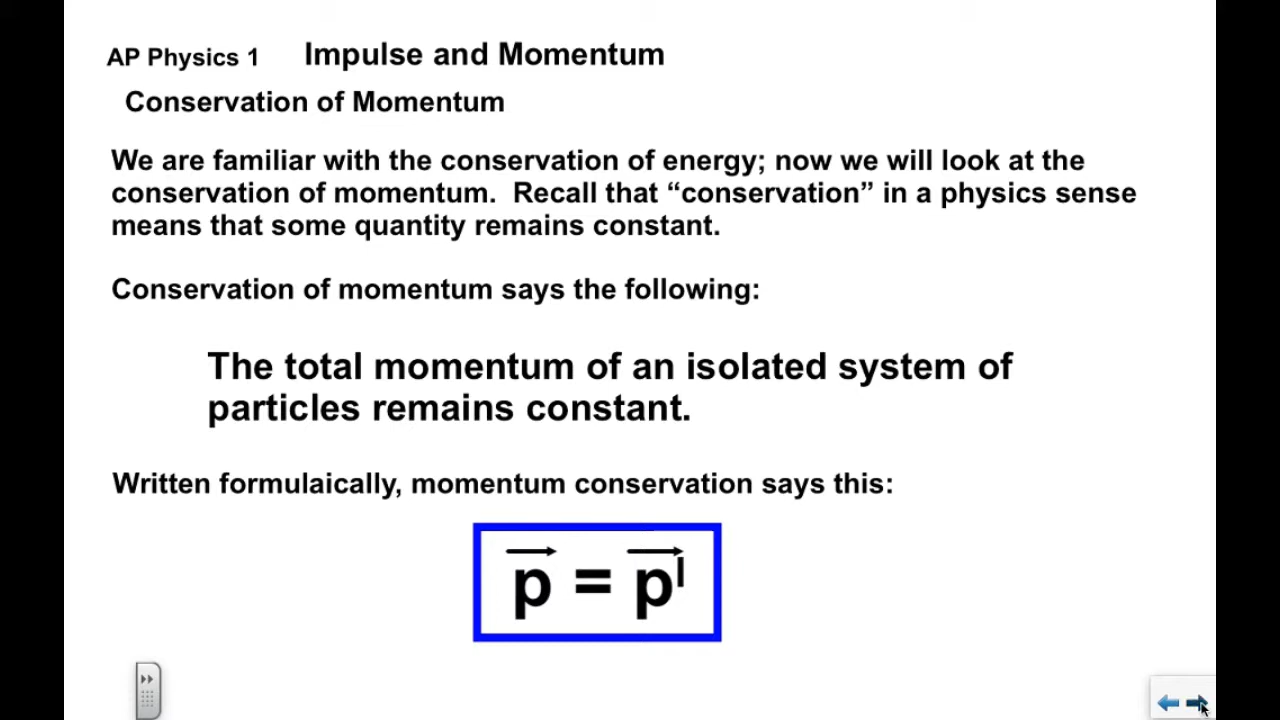 AP Physics 1 Impulse and Momentum
Conservation of Momentum
We are familiar with the conservation of energy; now we will look at the
conservation of momentum. Recall that “conservation” in a physics sense
means that some quantity remains constant.
Conservation of momentum says the following:
The total momentum of an isolated system of
particles remains constant.
Written formulaically, momentum conservation says this:
p⃗ = p⃗ˡ